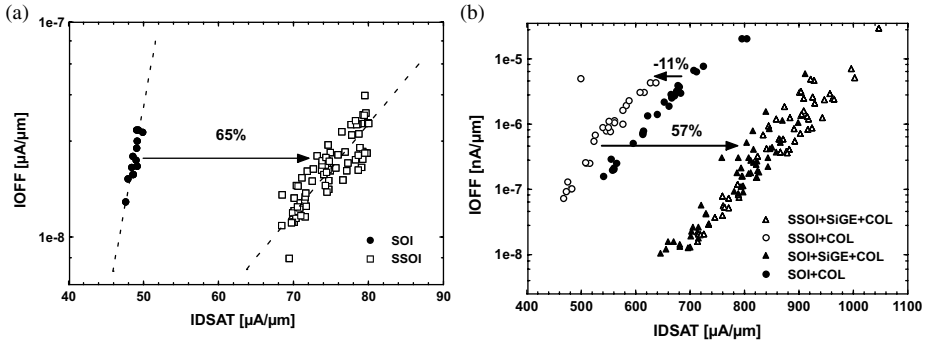 (a)
1e-7
IOFF [µA/µm]
1e-8
65%
SOI
SSOI
40 50 60 70 80 90
IDSAT [µA/µm]
(b)
1e-5
-11%
1e-6
57%
IOFF [nA/µm]
1e-7
1e-8
SSOI+SiGE+COL
SSOI+COL
SOI+SiGE+COL
SOI+COL
400 500 600 700 800 900 1000 1100
IDSAT [µA/µm]